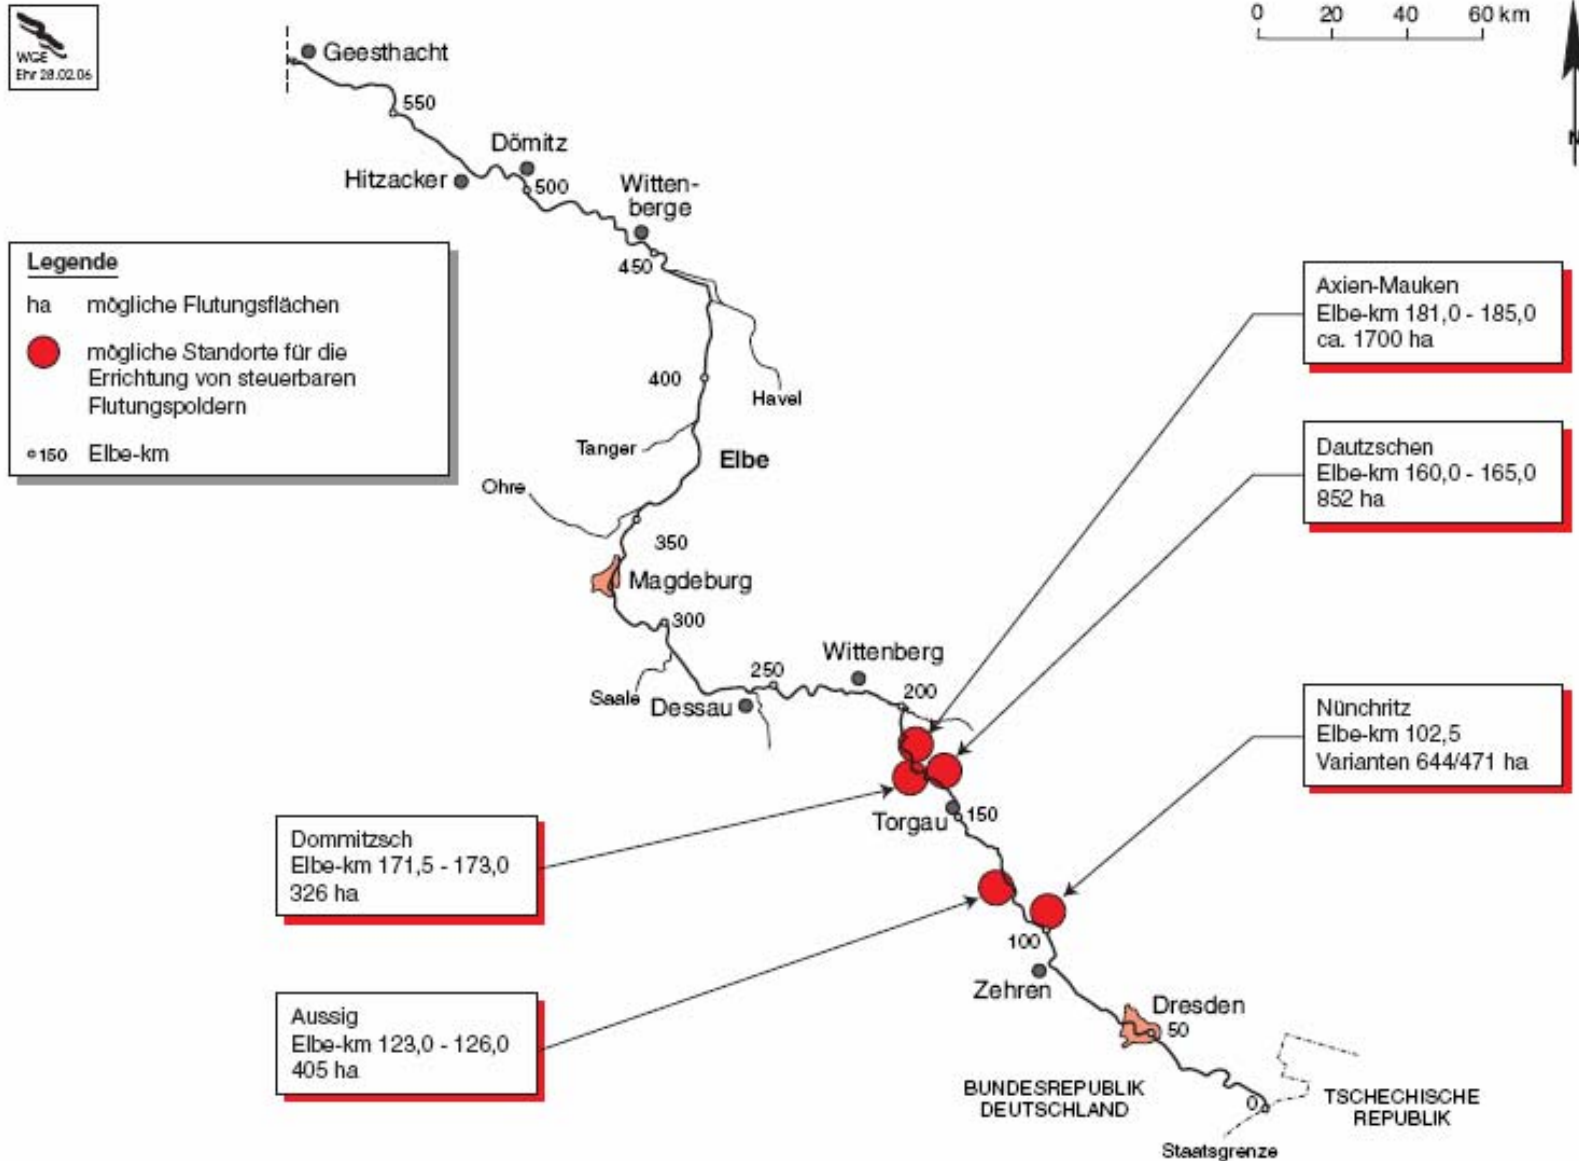 WGE
Ehr 28.02.06
0 20 40 60 km
N
Geesthacht
550
Dömitz
Hitzacker
500
Witten-
berge
450
Legende
ha mögliche Flutungsflächen
mögliche Standorte für die
Errichtung von steuerbaren
Flutungspoldern
150 Elbe-km
400
Havel
Tanger
Elbe
Ohre
350
Magdeburg
300
Saale
Dessau
250
Wittenberg
200
Axien-Mauken
Elbe-km 181,0 - 185,0
ca. 1700 ha
Dautzschen
Elbe-km 160,0 - 165,0
852 ha
Nünchritz
Elbe-km 102,5
Varianten 644/471 ha
Torgau
150
Dommitzsch
Elbe-km 171,5 - 173,0
326 ha
100
Zehren
Aussig
Elbe-km 123,0 - 126,0
405 ha
Dresden
50
0
BUNDESREPUBLIK
DEUTSCHLAND
TSCHECHISCHE
REPUBLIK
Staatsgrenze